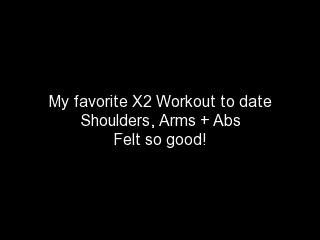 My favorite X2 Workout to date
Shoulders, Arms + Abs
Felt so good!